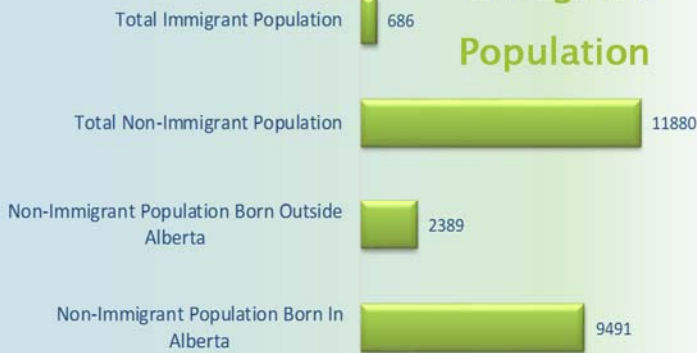 Total Immigrant Population
686
Population
Total Non-Immigrant Population
11880
Non-Immigrant Population Born Outside
Alberta
2389
Non-Immigrant Population Born In
Alberta
9491